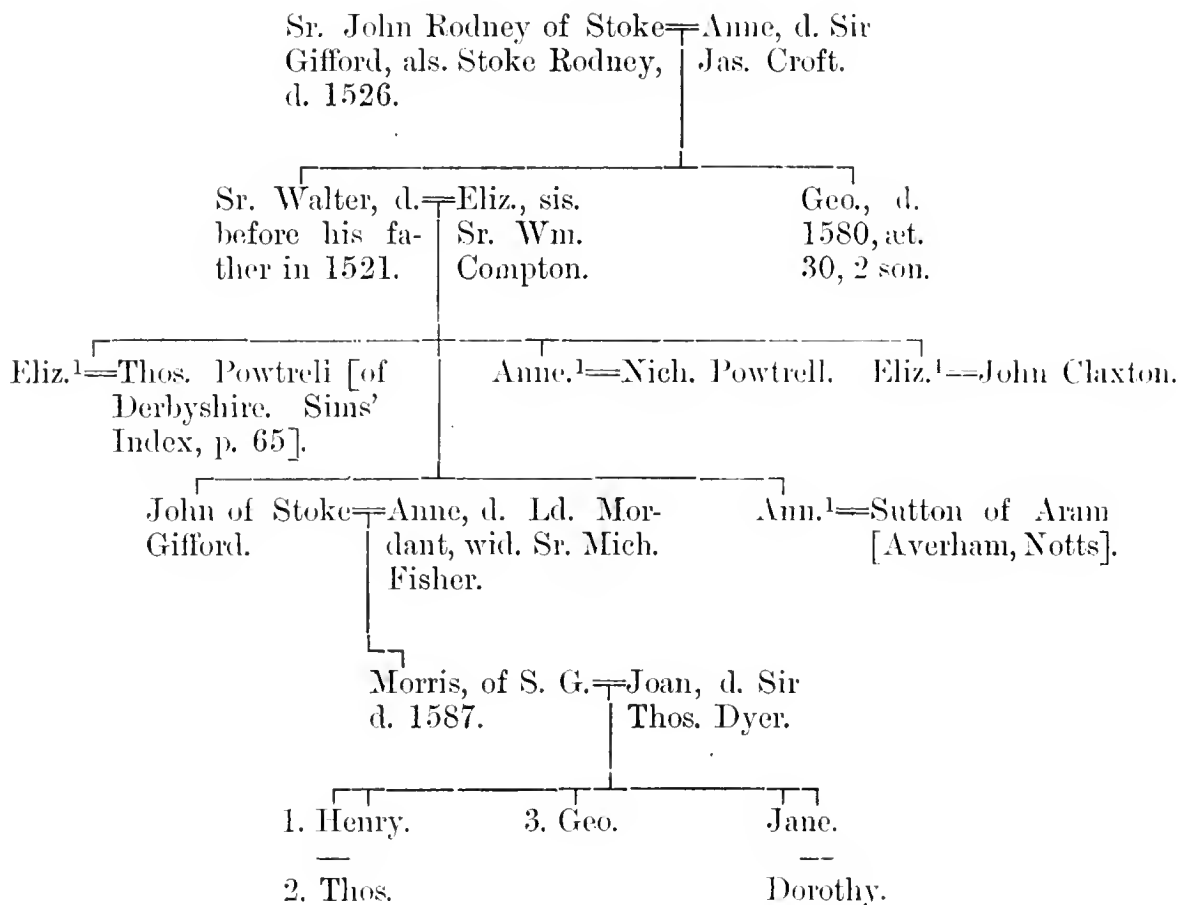 Sr. John Rodney of Stoke=Anne, d. Sir
Gifford, als. Stoke Rodney, Jas. Croft.
d. 1526.
Sr. Walter, d.=Eliz., sis. Geo., d.
before his fa- Sr. Wm. 1580, æt.
ther in 1521. Compton. 30, 2 son.
Eliz.¹=Thos. Powtreli [of Anne.¹=Nich. Powtrell. Eliz.¹=John Claxton.
Derbyshire. Sims'
Index, p. 65].
John of Stoke=Anne, d. Ld. Mor- Ann.¹=Sutton of Aram
Gifford. dant, wid. Sr. Mich. [Averham, Notts].
Fisher.
Morris, of S. G.=Joan, d. Sir
d. 1587. Thos. Dyer.
1. Henry. 3. Geo. Jane.
2. Thos. Dorothy.